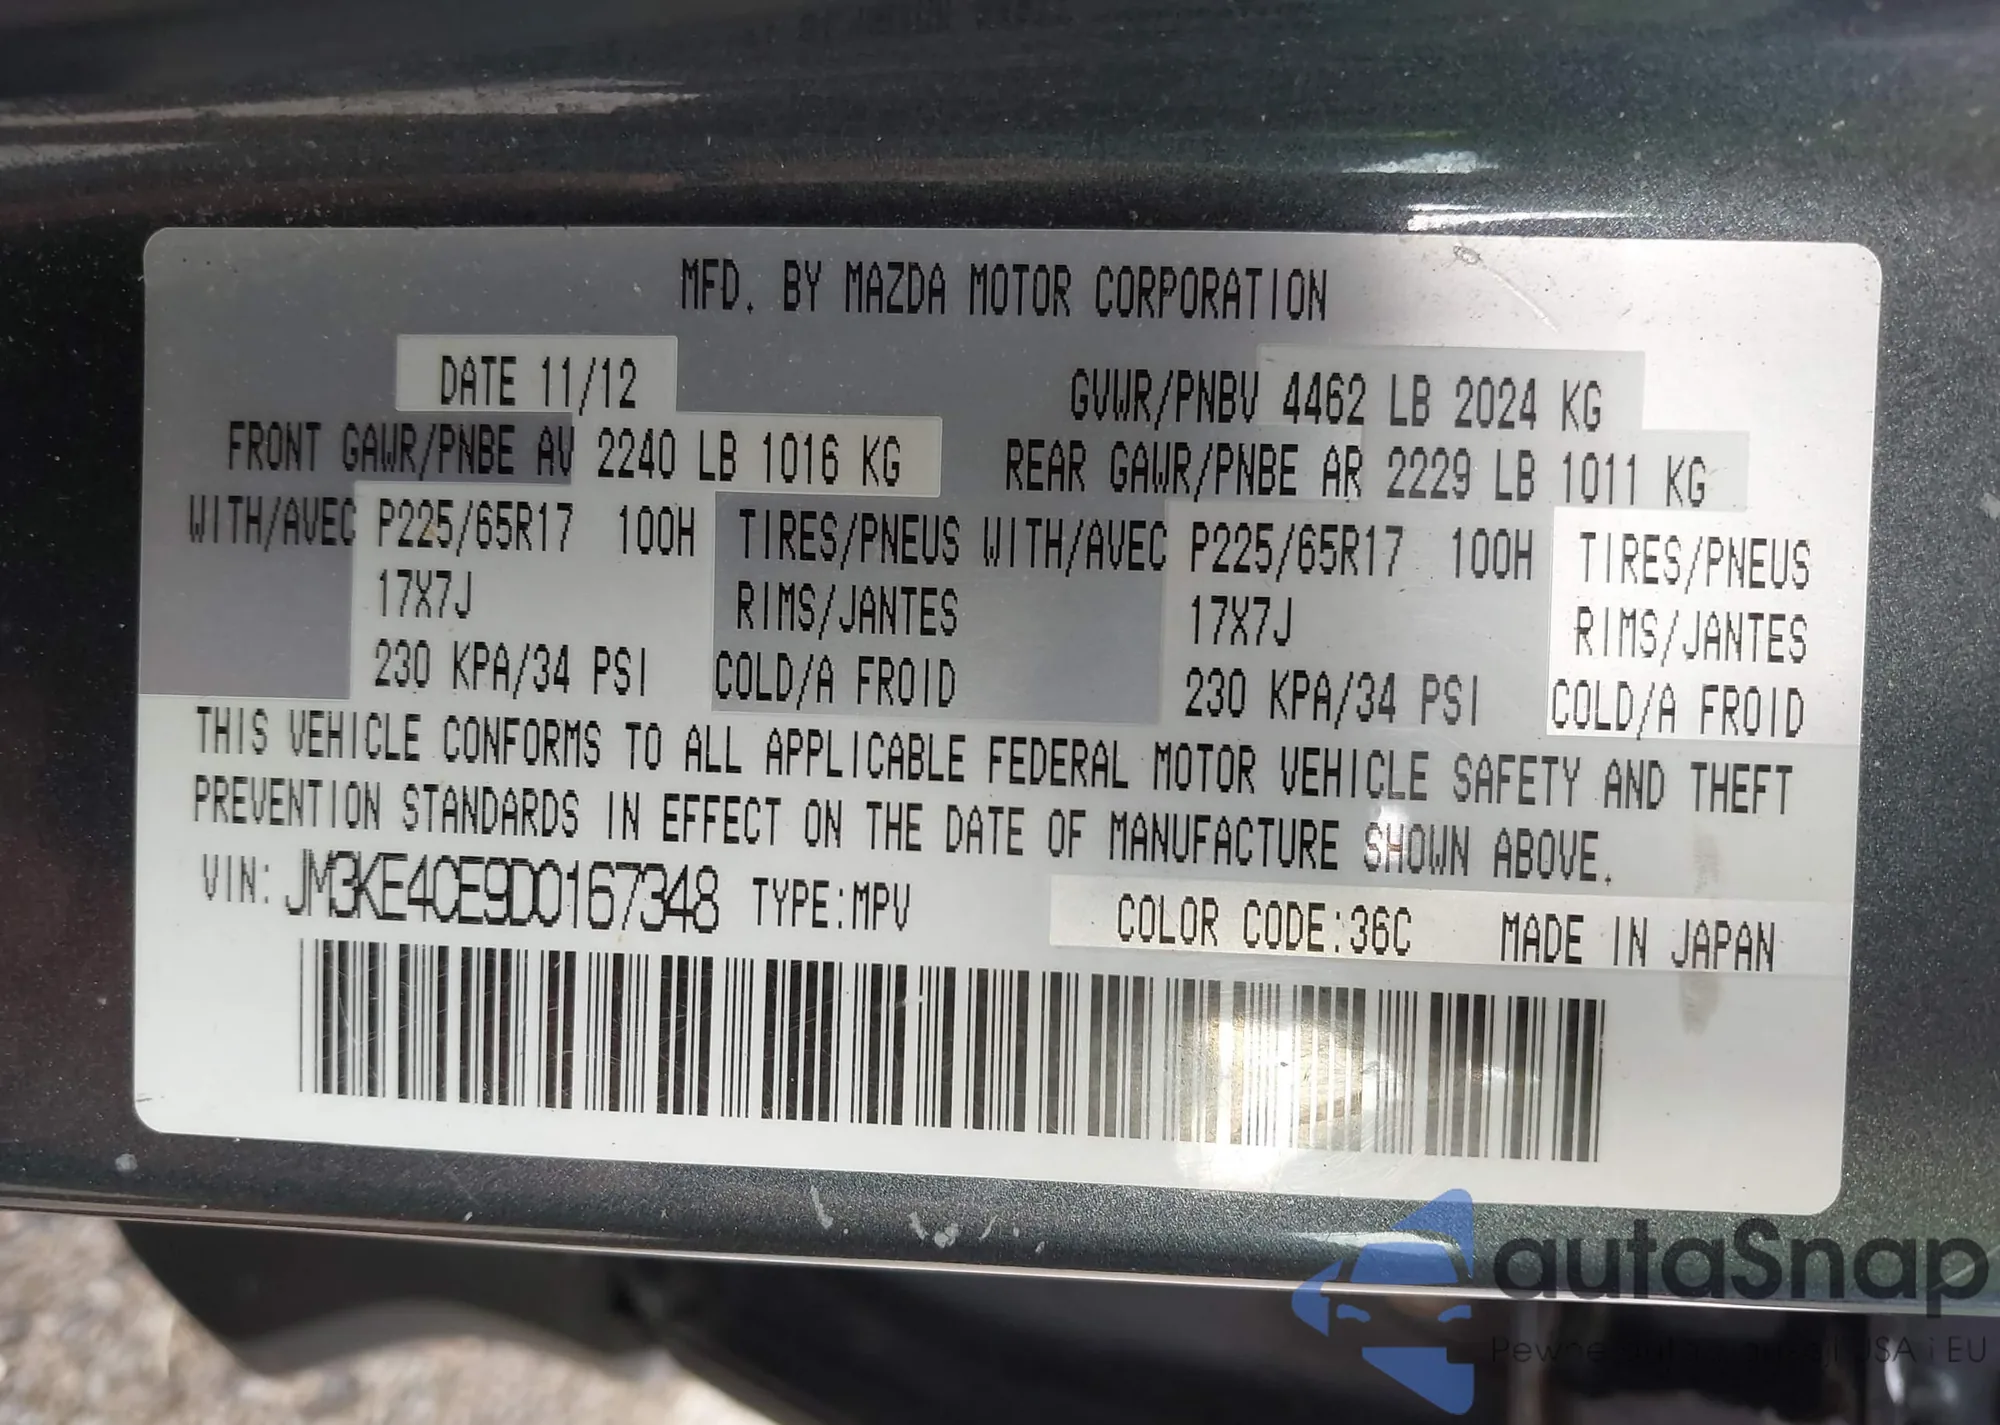 MFD. BY MAZDA MOTOR CORPORATION
DATE 11/12 GVWR/PNBV 4462 LB 2024 KG
FRONT GAWR/PNBE AV 2240 LB 1016 KG REAR GAWR/PNBE AR 2229 LB 1011 KG
WITH/AVEC P225/65R17 100H TIRES/PNEUS WITH/AVEC P225/65R17 100H TIRES/PNEUS
17X7J RIMS/JANTES 17X7J RIMS/JANTES
230 KPA/34 PSI COLD/A FROID 230 KPA/34 PSI COLD/A FROID
THIS VEHICLE CONFORMS TO ALL APPLICABLE FEDERAL MOTOR VEHICLE SAFETY AND THEFT
PREVENTION STANDARDS IN EFFECT ON THE DATE OF MANUFACTURE SHOWN ABOVE.
VIN: JM3KE4CE9D0167348 TYPE:MPV COLOR CODE:36C MADE IN JAPAN
autaSnap
USA i EU